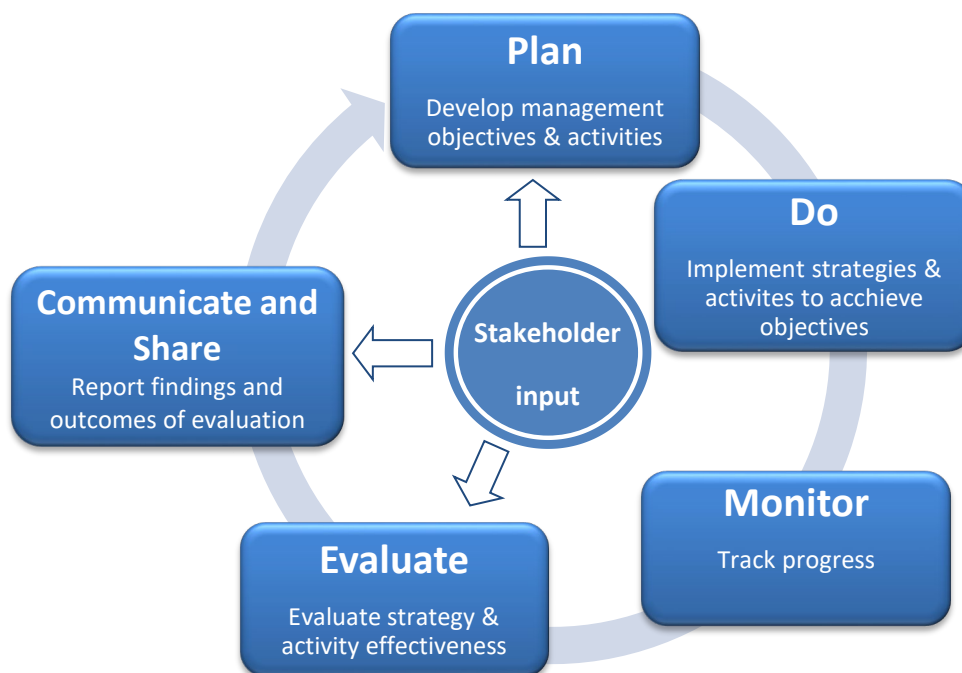 Plan
Develop management
objectives & activities
Do
Implement strategies &
activites to acchieve
objectives
Monitor
Track progress
Evaluate
Evaluate strategy &
activity effectiveness
Communicate and
Share
Report findings and
outcomes of evaluation
Stakeholder
input